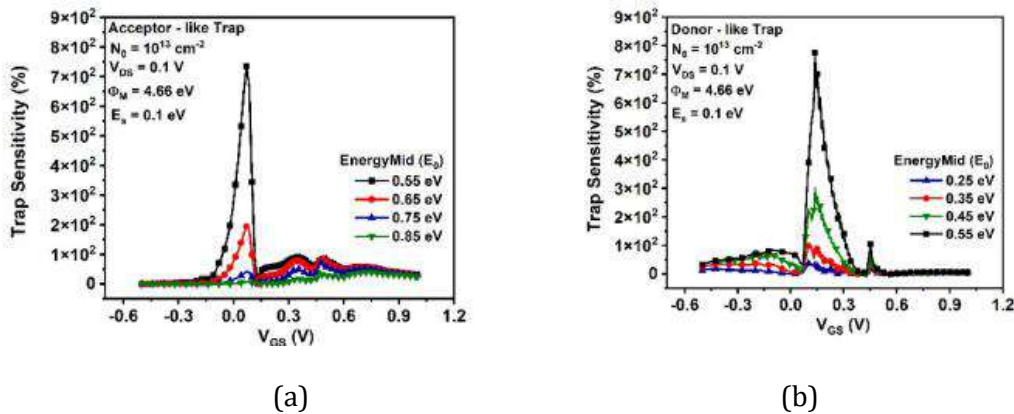 9×10²
8×10²
7×10²
6×10²
5×10²
4×10²
3×10²
2×10²
1×10²
0
Trap Sensitivity (%)
Acceptor -like Trap
N₀ = 10¹³ cm⁻²
V_DS = 0.1 V
Φ_M = 4.66 eV
E_s = 0.1 eV
EnergyMid (E₀)
0.55 eV
0.65 eV
0.75 eV
0.85 eV
-0.6 -0.3 0.0 0.3 0.6 0.9 1.2
V_GS (V)
(a)
9×10²
8×10²
7×10²
6×10²
5×10²
4×10²
3×10²
2×10²
1×10²
0
Trap Sensitivity (%)
Donor - like Trap
N₀ = 10¹³ cm⁻²
V_DS = 0.1 V
Φ_M = 4.66 eV
E_s = 0.1 eV
EnergyMid (E₀)
0.25 eV
0.35 eV
0.45 eV
0.55 eV
-0.6 -0.3 0.0 0.3 0.6 0.9 1.2
V_GS (V)
(b)